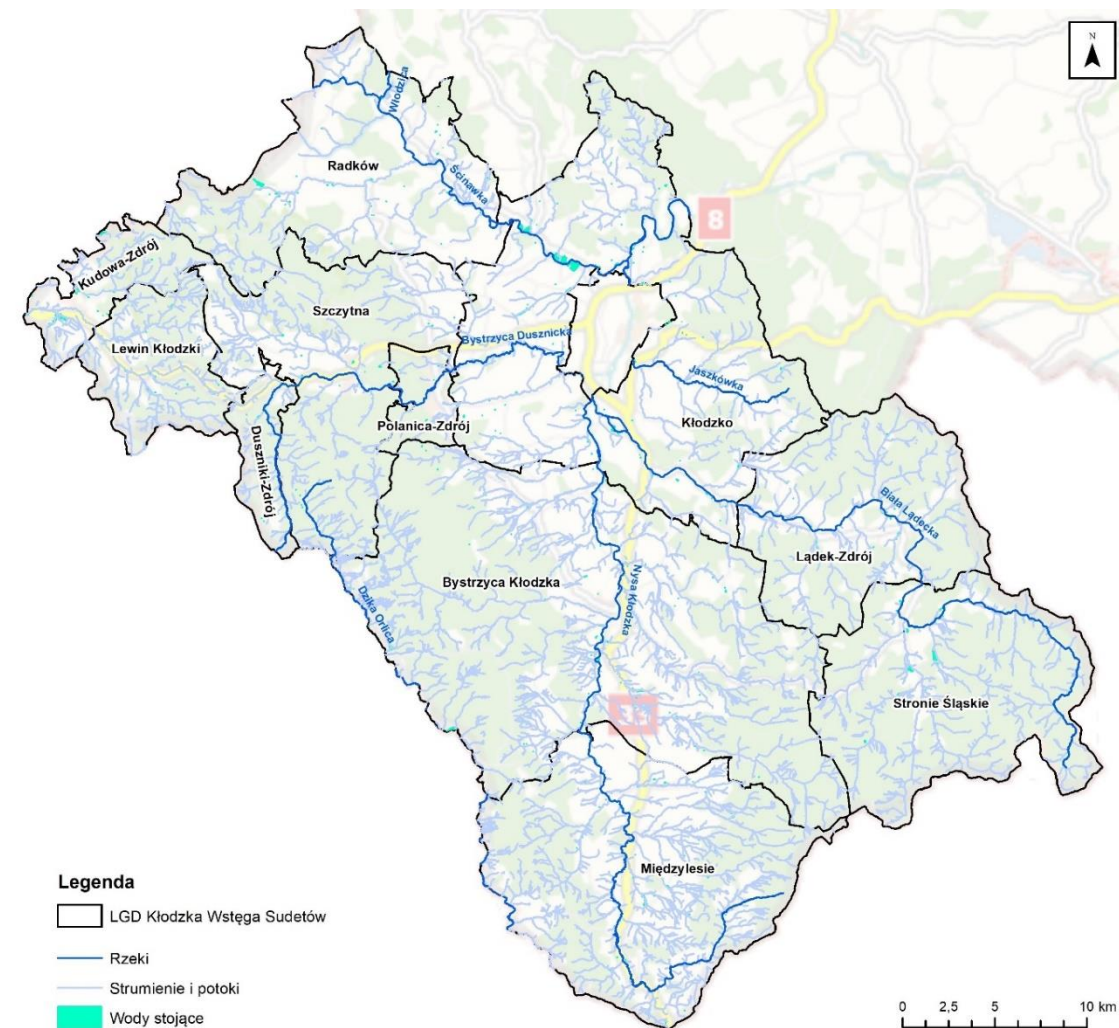 N
Włodzica
Radków
Ścinawka
8
Kudowa-Zdrój
Szczytna
Bystrzyca Dusznicka
Lewin Kłodzki
Jaszkówka
Polanica-Zdrój
Kłodzko
Duszniki-Zdrój
Biała Lądecka
Lądek-Zdrój
Bystrzyca Kłodzka
Nysa Kłodzka
Dzika Orlica
Stronie Śląskie
33
Międzylesie
Legenda
LGD Kłodzka Wstęga Sudetów
Rzeki
Strumienie i potoki
Wody stojące
0 2,5 5 10 km